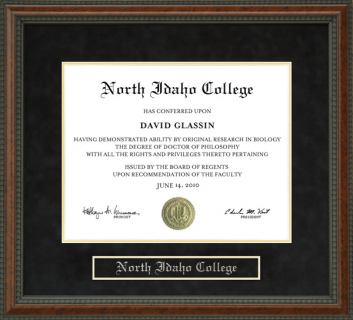 North Idaho College
HAS CONFERRED UPON
DAVID GLASSIN
HAVING DEMONSTRATED ABILITY BY ORIGINAL RESEARCH IN BIOLOGY
THE DEGREE OF DOCTOR OF PHILOSOPHY
WITH ALL THE RIGHTS AND PRIVILEGES THERETO PERTAINING
ISSUED BY THE BOARD OF REGENTS
UPON RECOMMENDATION OF THE FACULTY
JUNE 14, 2010
PROVOST
PRESIDENT
North Idaho College